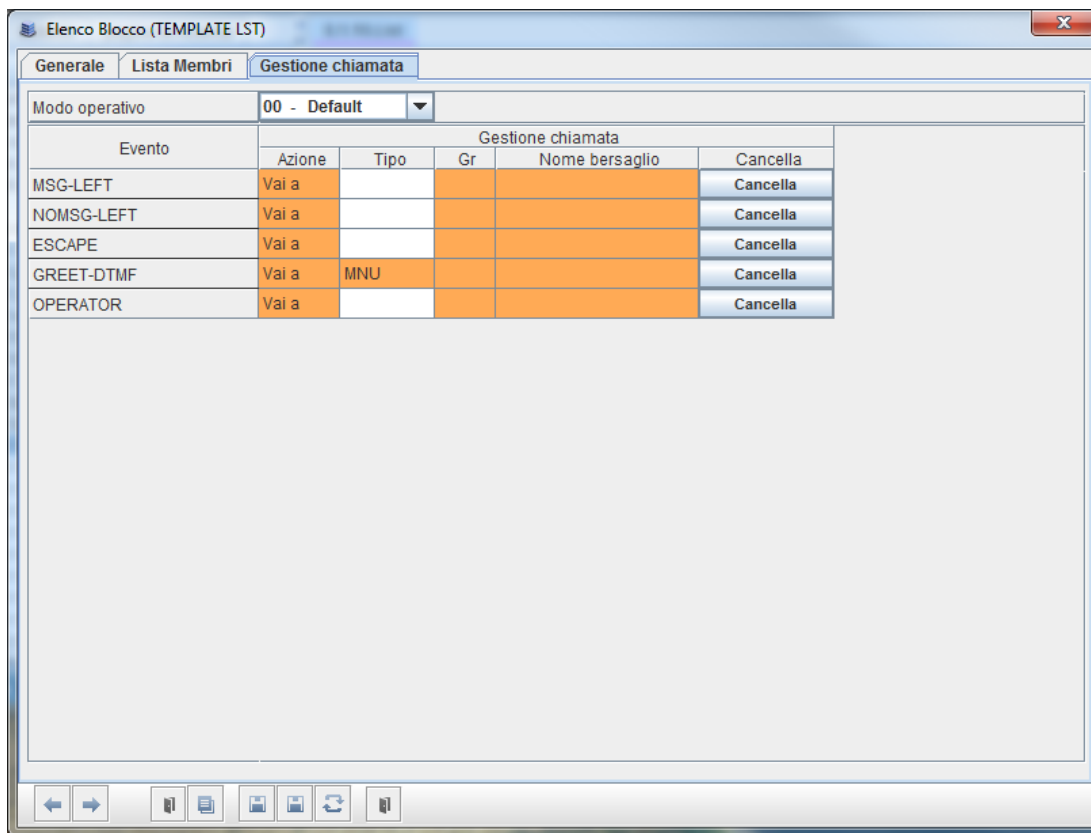 Elenco Blocco (TEMPLATE LST)
Generale Lista Membri Gestione chiamata
Modo operativo 00 - Default
Evento Gestione chiamata
Azione Tipo Gr Nome bersaglio Cancella
MSG-LEFT Vai a Cancella
NOMSG-LEFT Vai a Cancella
ESCAPE Vai a Cancella
GREET-DTMF Vai a MNU Cancella
OPERATOR Vai a Cancella